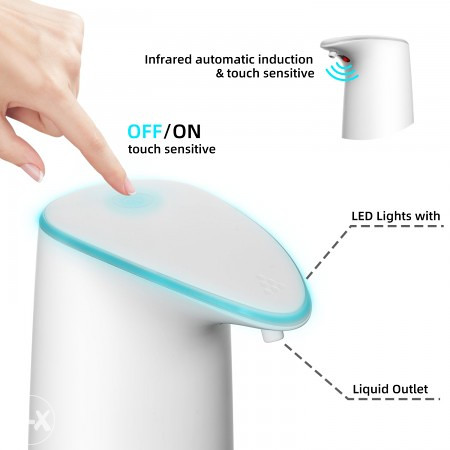 Infrared automatic induction
& touch sensitive
OFF/ON
touch sensitive
LED Lights with
Liquid Outlet